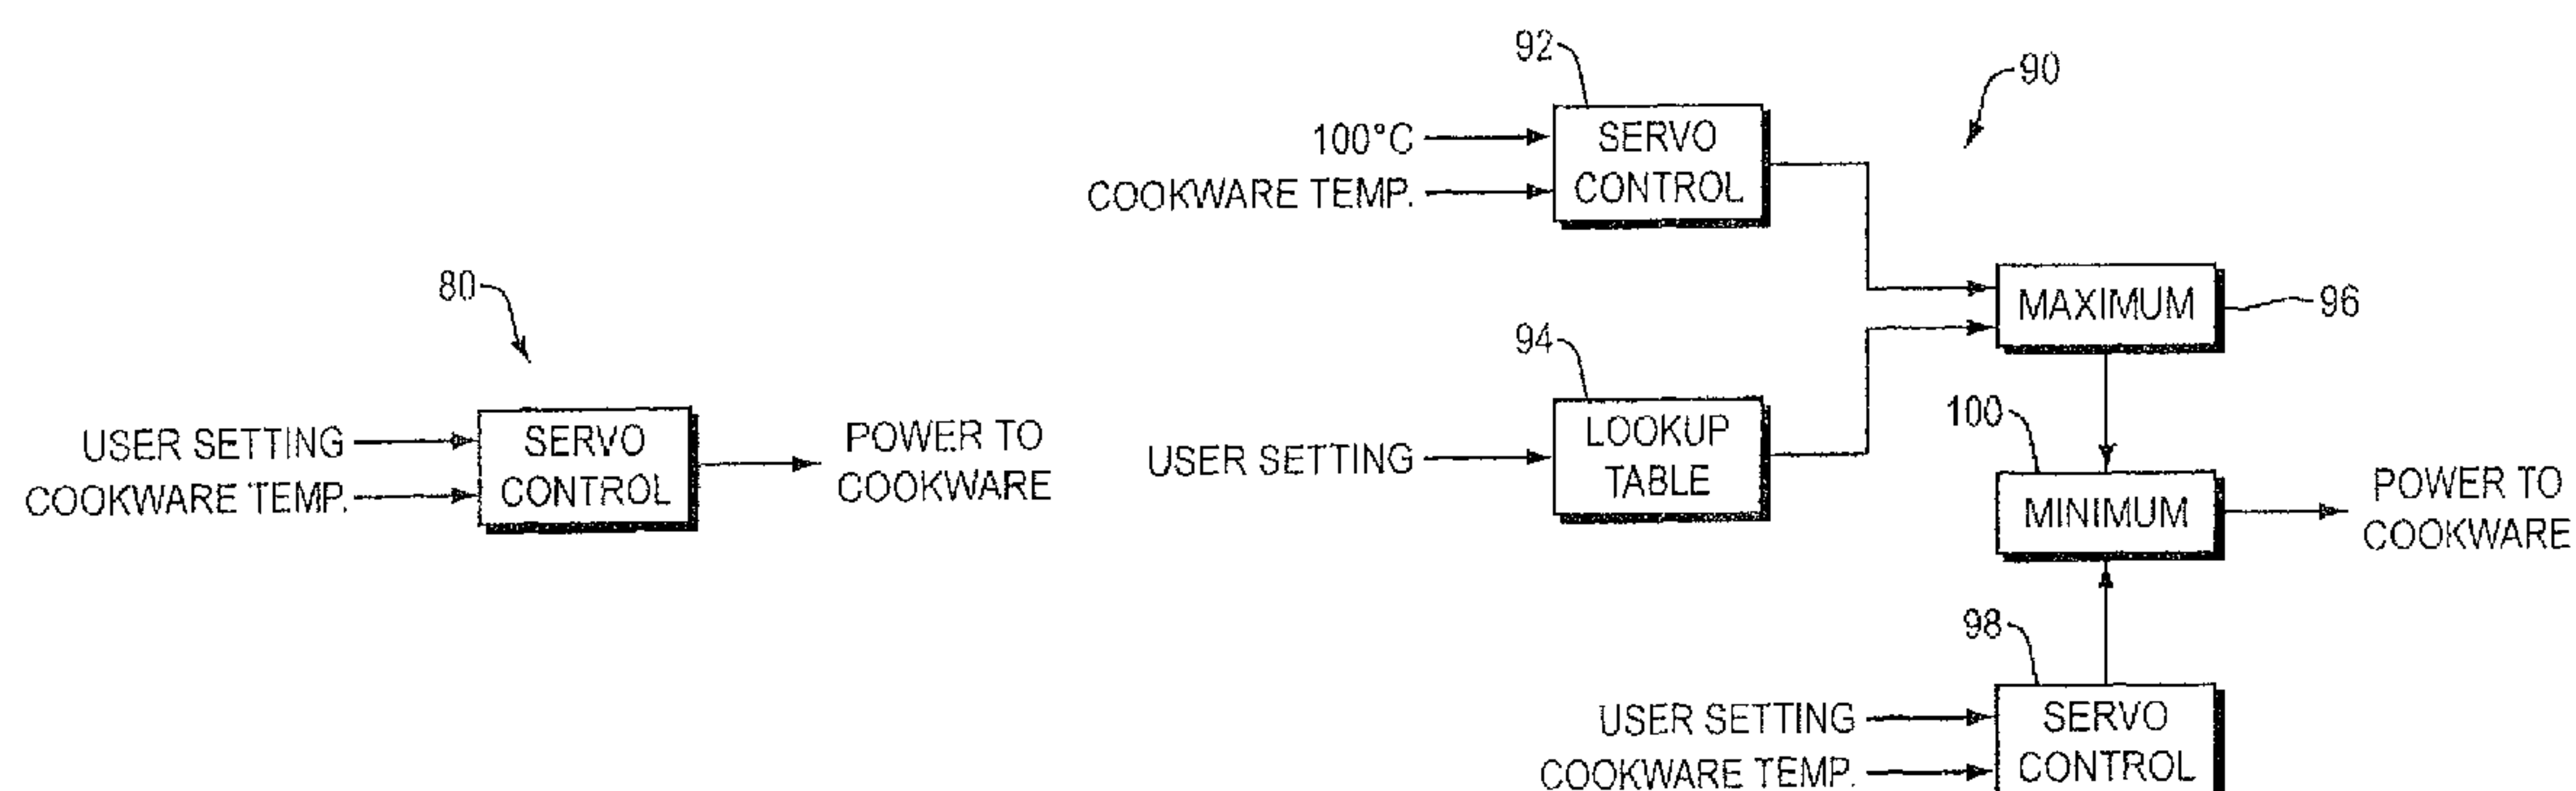 80
USER SETTING
COOKWARE TEMP.
SERVO
CONTROL
POWER TO
COOKWARE
90
92
100°C
COOKWARE TEMP.
SERVO
CONTROL
94
USER SETTING
LOOKUP
TABLE
MAXIMUM
96
100
MINIMUM
POWER TO
COOKWARE
98
USER SETTING
COOKWARE TEMP.
SERVO
CONTROL